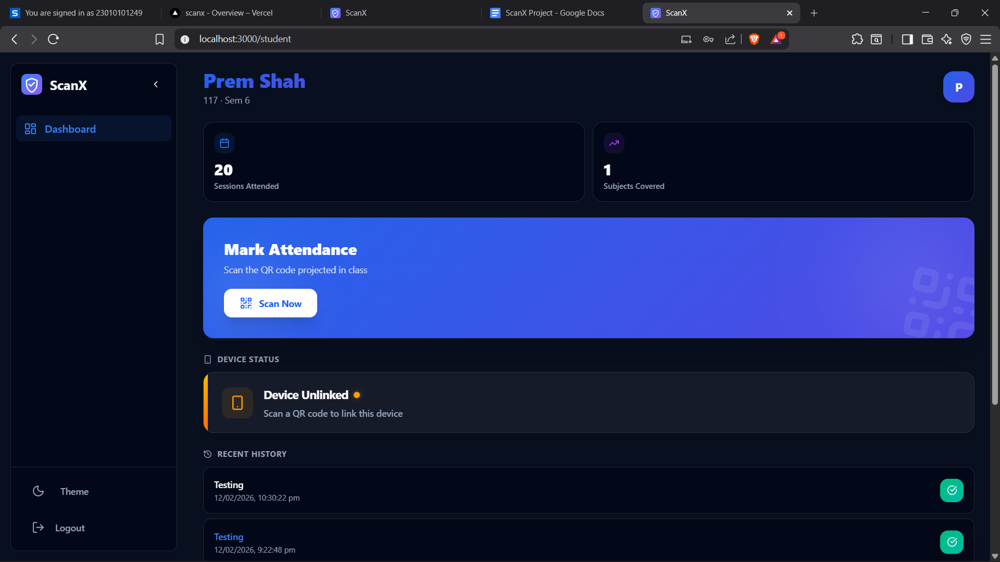 You are signed in as 23010101249
scanx - Overview – Vercel
ScanX
ScanX Project - Google Docs
ScanX
localhost:3000/student
1
ScanX
Dashboard
Theme
Logout
Prem Shah
117 · Sem 6
P
20
Sessions Attended
1
Subjects Covered
Mark Attendance
Scan the QR code projected in class
Scan Now
DEVICE STATUS
Device Unlinked
Scan a QR code to link this device
RECENT HISTORY
Testing
12/02/2026, 10:30:22 pm
Testing
12/02/2026, 9:22:48 pm